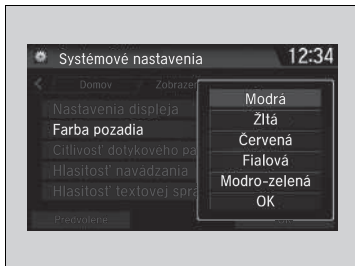 Systémové nastavenia 12:34
Domov Zobrazen
Nastavenia displeja
Farba pozadia
Citlivosť dotykového pa
Hlasitosť navádzania
Hlasitosť textovej sprá
Predvolené
Modrá
Žltá
Červená
Fialová
Modro-zelená
OK